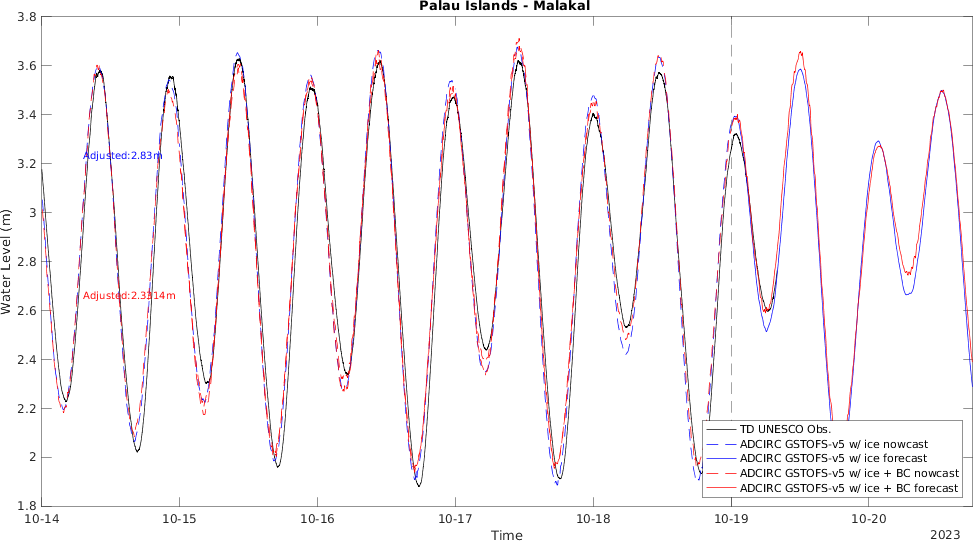 Palau Islands - Malakal
3.8
3.6
3.4
3.2
3
2.8
2.6
2.4
2.2
2
1.8
Water Level (m)
Adjusted:2.83m
Adjusted:2.3314m
TD UNESCO Obs.
ADCIRC GSTOFS-v5 w/ ice nowcast
ADCIRC GSTOFS-v5 w/ ice forecast
ADCIRC GSTOFS-v5 w/ ice + BC nowcast
ADCIRC GSTOFS-v5 w/ ice + BC forecast
10-14 10-15 10-16 10-17 10-18 10-19 10-20
Time
2023